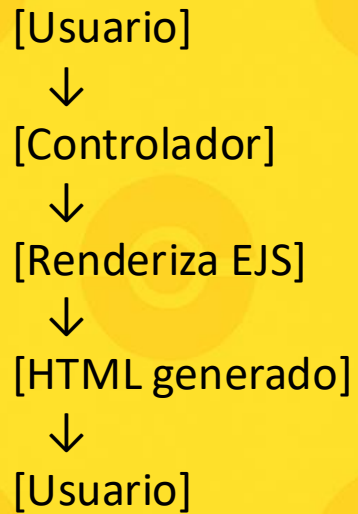 [Usuario]
↓
[Controlador]
↓
[Renderiza EJS]
↓
[HTML generado]
↓
[Usuario]